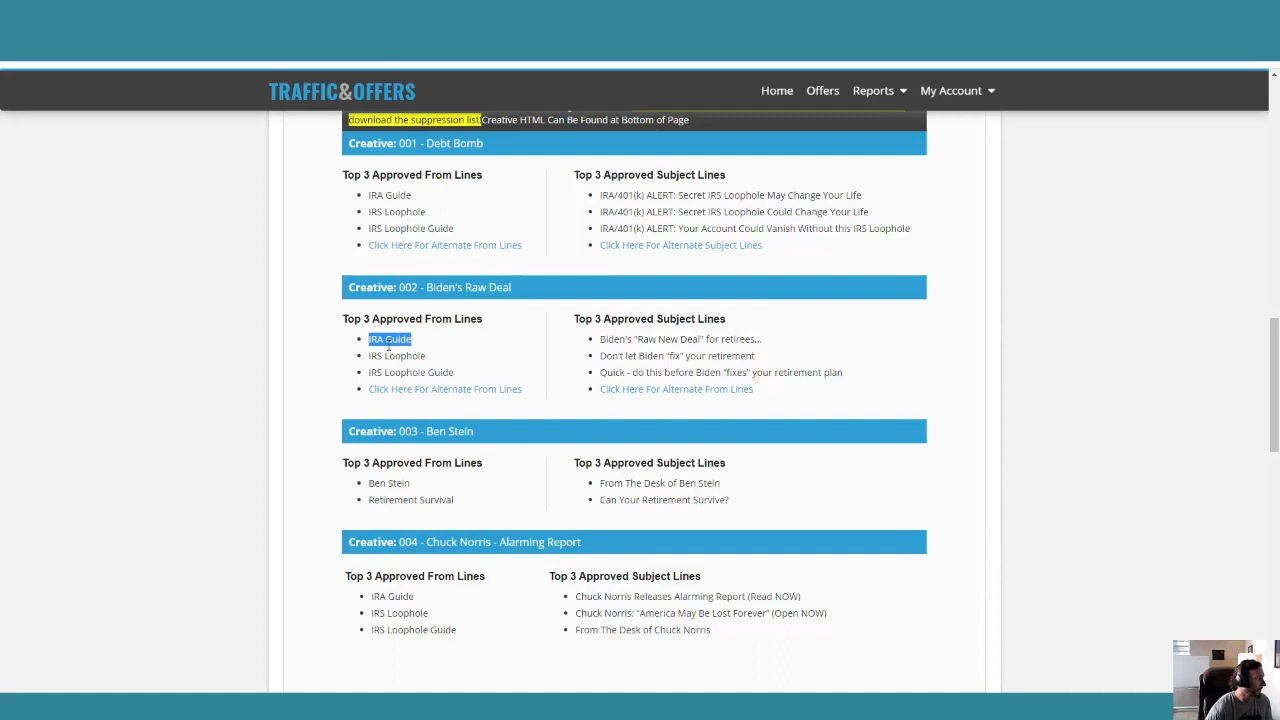 TRAFFIC&OFFERS
Home Offers Reports My Account
download the suppression list!Creative HTML Can Be Found at Bottom of Page
Creative: 001 - Debt Bomb
Top 3 Approved From Lines
IRA Guide
IRS Loophole
IRS Loophole Guide
Click Here For Alternate From Lines
Top 3 Approved Subject Lines
IRA/401(k) ALERT: Secret IRS Loophole May Change Your Life
IRA/401(k) ALERT: Secret IRS Loophole Could Change Your Life
IRA/401(k) ALERT: Your Account Could Vanish Without this IRS Loophole
Click Here For Alternate Subject Lines
Creative: 002 - Biden's Raw Deal
Top 3 Approved From Lines
IRA Guide
IRS Loophole
IRS Loophole Guide
Click Here For Alternate From Lines
Top 3 Approved Subject Lines
Biden's "Raw New Deal" for retirees...
Don't let Biden “fix” your retirement
Quick - do this before Biden “fixes” your retirement plan
Click Here For Alternate From Lines
Creative: 003 - Ben Stein
Top 3 Approved From Lines
Ben Stein
Retirement Survival
Top 3 Approved Subject Lines
From The Desk of Ben Stein
Can Your Retirement Survive?
Creative: 004 - Chuck Norris - Alarming Report
Top 3 Approved From Lines
IRA Guide
IRS Loophole
IRS Loophole Guide
Top 3 Approved Subject Lines
Chuck Norris Releases Alarming Report (Read NOW)
Chuck Norris: “America May Be Lost Forever” (Open NOW)
From The Desk of Chuck Norris